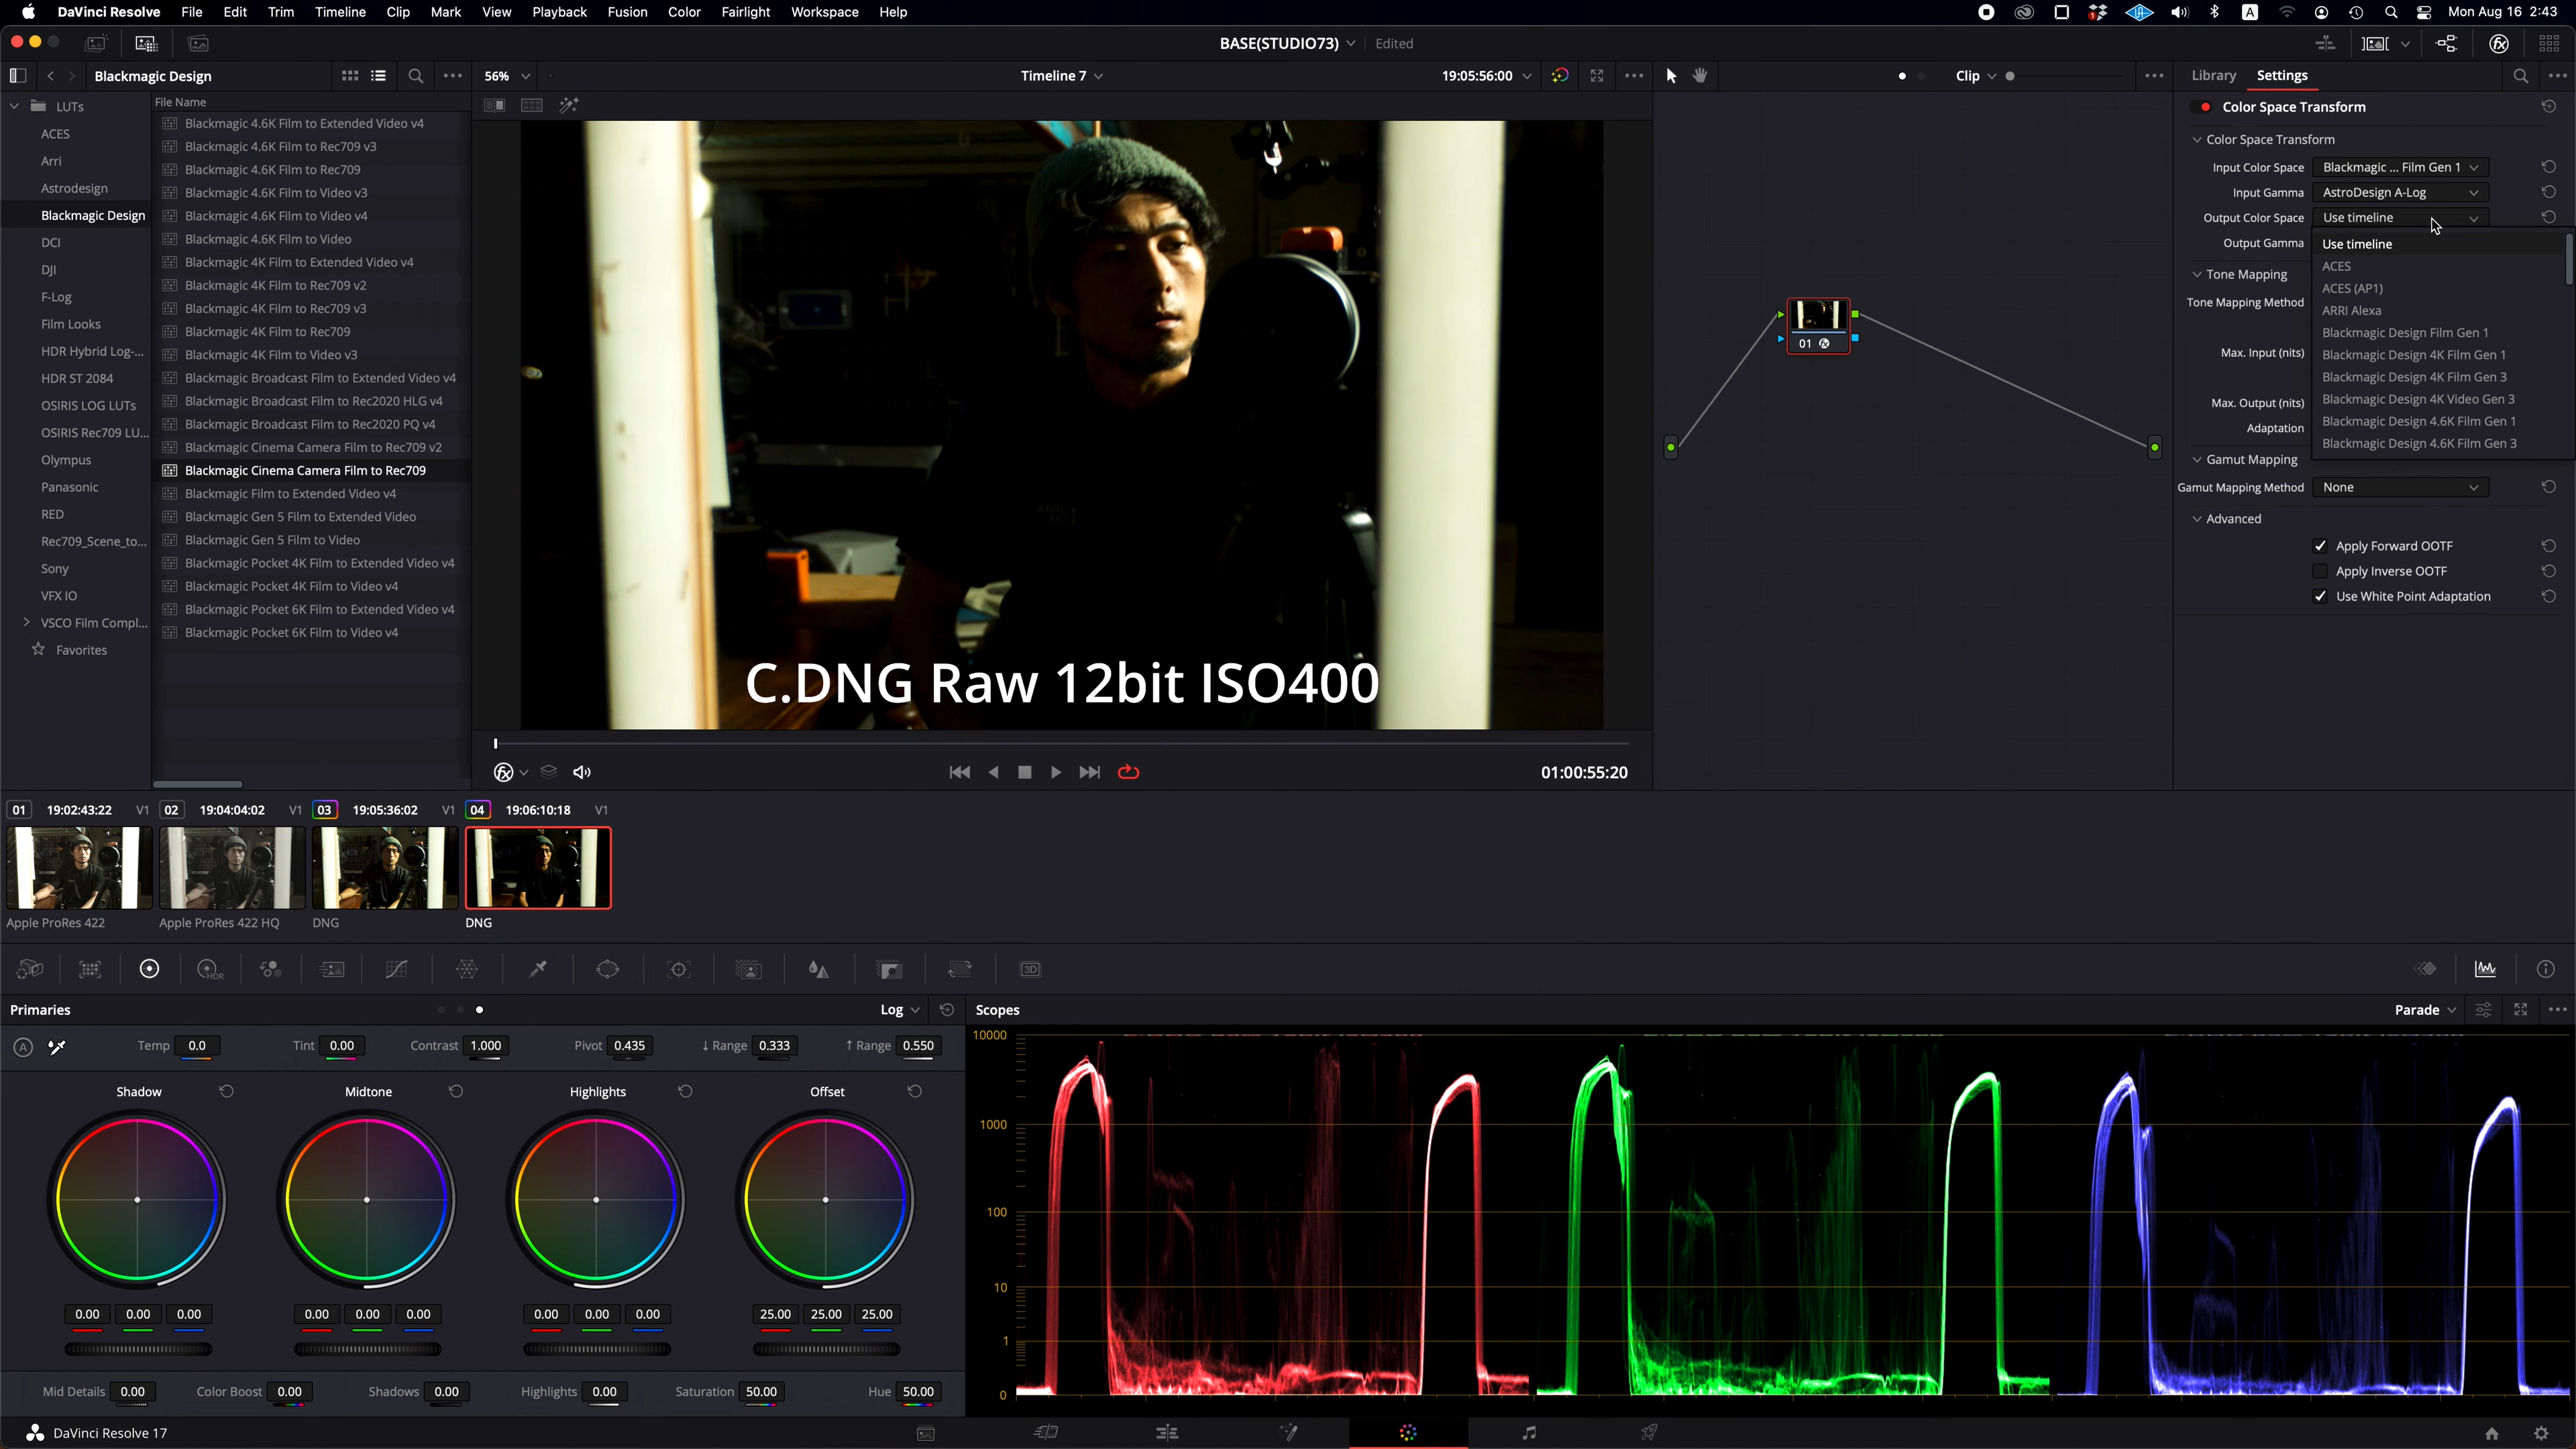 DaVinci Resolve File Edit Trim Timeline Clip Mark View Playback Fusion Color Fairlight Workspace Help
1 A Mon Aug 16 2:43
BASE(STUDIO73) Edited
Blackmagic Design 56% Timeline 7 19:05:56:00 Clip Library Settings
LUTs
ACES
Arri
Astrodesign
Blackmagic Design
DCI
DJI
F-Log
Film Looks
HDR Hybrid Log-...
HDR ST 2084
OSIRIS LOG LUTs
OSIRIS Rec709 LU...
Olympus
Panasonic
RED
Rec709_Scene_to...
Sony
VFX IO
VSCO Film Compl...
Favorites
File Name
Blackmagic 4.6K Film to Extended Video v4
Blackmagic 4.6K Film to Rec709 v3
Blackmagic 4.6K Film to Rec709
Blackmagic 4.6K Film to Video v3
Blackmagic 4.6K Film to Video v4
Blackmagic 4.6K Film to Video
Blackmagic 4K Film to Extended Video v4
Blackmagic 4K Film to Rec709 v2
Blackmagic 4K Film to Rec709 v3
Blackmagic 4K Film to Rec709
Blackmagic 4K Film to Video v3
Blackmagic Broadcast Film to Extended Video v4
Blackmagic Broadcast Film to Rec2020 HLG v4
Blackmagic Broadcast Film to Rec2020 PQ v4
Blackmagic Cinema Camera Film to Rec709 v2
Blackmagic Cinema Camera Film to Rec709
Blackmagic Film to Extended Video v4
Blackmagic Gen 5 Film to Extended Video
Blackmagic Gen 5 Film to Video
Blackmagic Pocket 4K Film to Extended Video v4
Blackmagic Pocket 4K Film to Video v4
Blackmagic Pocket 6K Film to Extended Video v4
Blackmagic Pocket 6K Film to Video v4
C.DNG Raw 12bit ISO400
01:00:55:20
01
Color Space Transform
Color Space Transform
Input Color Space Blackmagic ... Film Gen 1
Input Gamma AstroDesign A-Log
Output Color Space Use timeline
Output Gamma
Tone Mapping
Tone Mapping Method
Max. Input (nits)
Max. Output (nits)
Adaptation
Use timeline
ACES
ACES (AP1)
ARRI Alexa
Blackmagic Design Film Gen 1
Blackmagic Design 4K Film Gen 1
Blackmagic Design 4K Film Gen 3
Blackmagic Design 4K Video Gen 3
Blackmagic Design 4.6K Film Gen 1
Blackmagic Design 4.6K Film Gen 3
Gamut Mapping
Gamut Mapping Method None
Advanced
Apply Forward OOTF
Apply Inverse OOTF
Use White Point Adaptation
01 19:02:43:22 V1 02 19:04:04:02 V1 03 19:05:36:02 V1 04 19:06:10:18 V1
Apple ProRes 422 Apple ProRes 422 HQ DNG DNG
HDR 3D
Primaries Log Scopes Parade
A Temp 0.0 Tint 0.00 Contrast 1.000 Pivot 0.435 ↓ Range 0.333 ↑ Range 0.550
Shadow Midtone Highlights Offset
0.00 0.00 0.00 0.00 0.00 0.00 0.00 0.00 0.00 25.00 25.00 25.00
Mid Details 0.00 Color Boost 0.00 Shadows 0.00 Highlights 0.00 Saturation 50.00 Hue 50.00
10000
1000
100
10
1
0
DaVinci Resolve 17